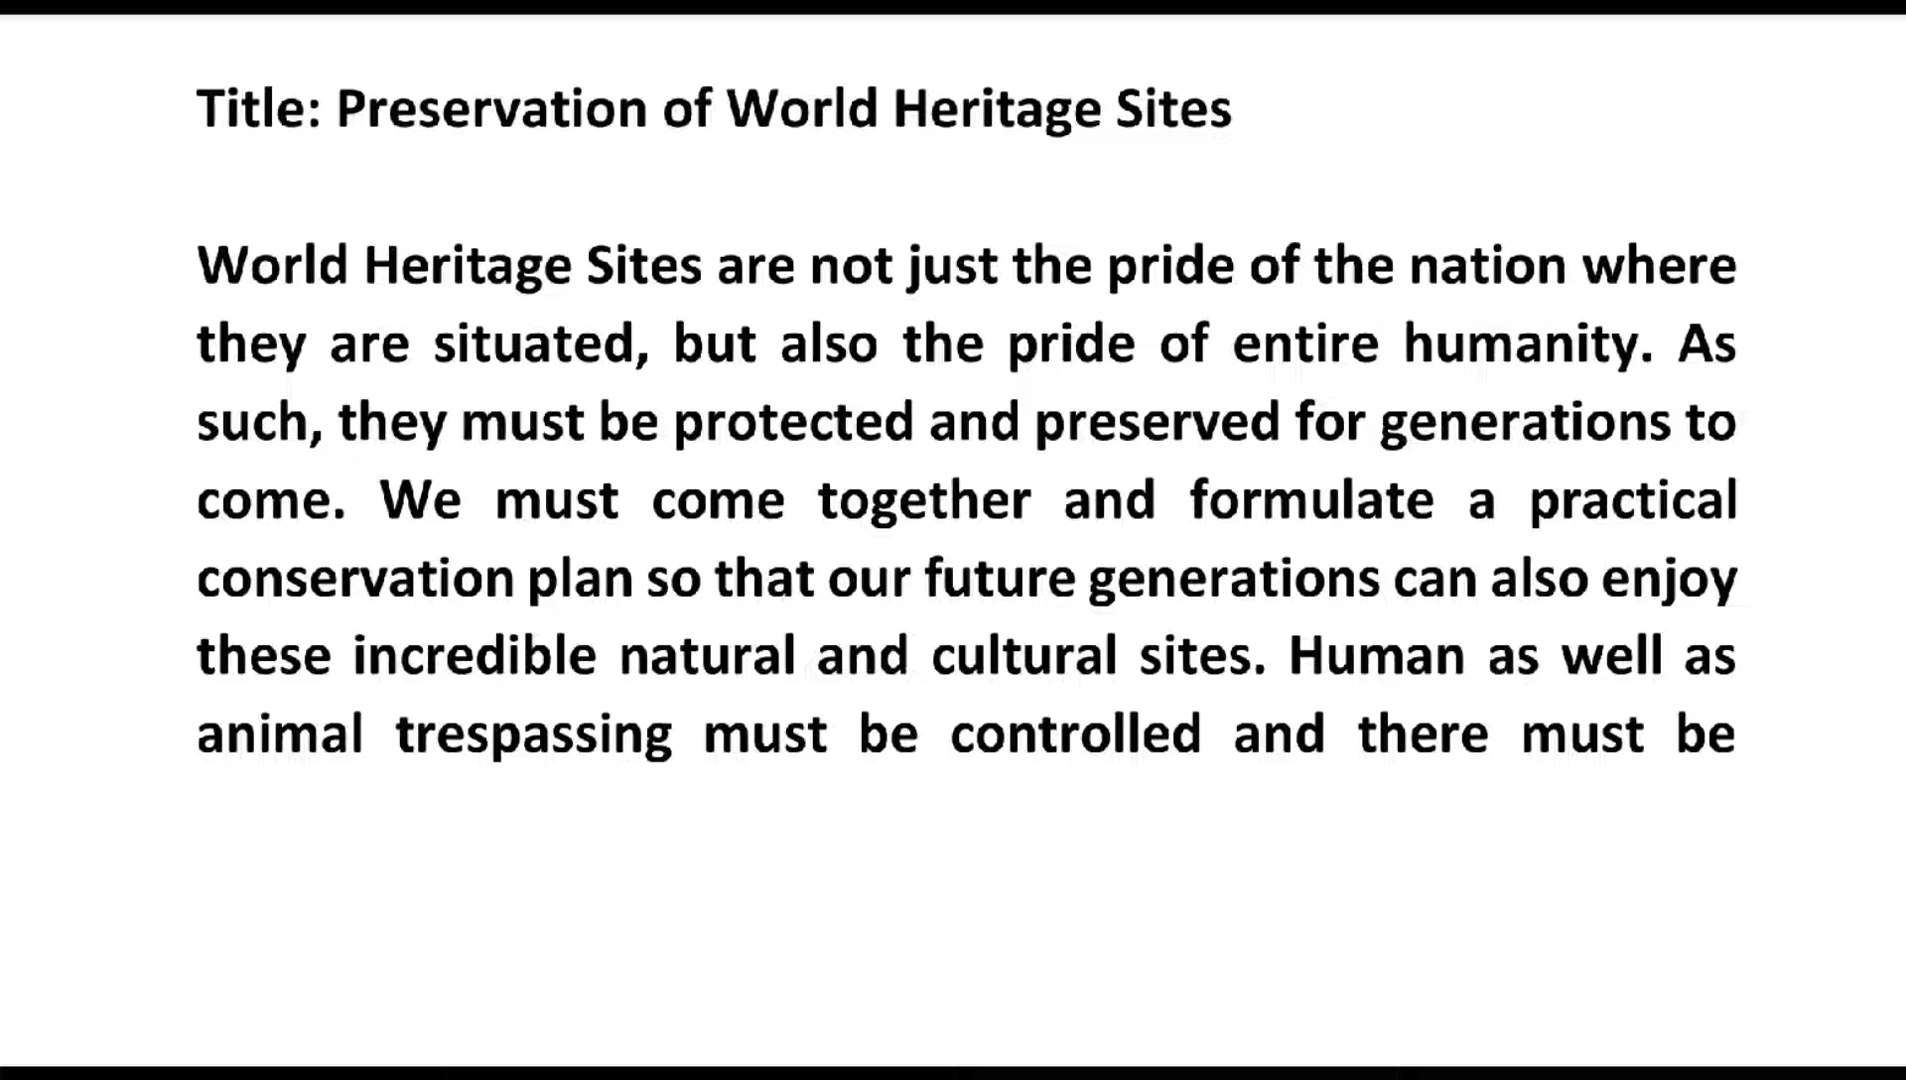 Title: Preservation of World Heritage Sites
World Heritage Sites are not just the pride of the nation where
they are situated, but also the pride of entire humanity. As
such, they must be protected and preserved for generations to
come. We must come together and formulate a practical
conservation plan so that our future generations can also enjoy
these incredible natural and cultural sites. Human as well as
animal trespassing must be controlled and there must be